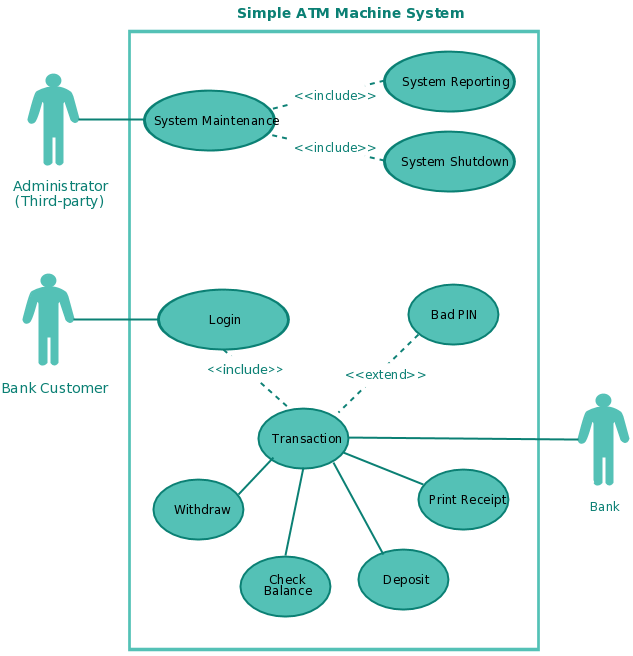 Simple ATM Machine System
System Reporting
<<include>>
System Maintenance
<<include>>
System Shutdown
Administrator
(Third-party)
Bad PIN
Login
<<include>>
<<extend>>
Bank Customer
Transaction
Print Receipt
Bank
Withdraw
Check
Balance
Deposit